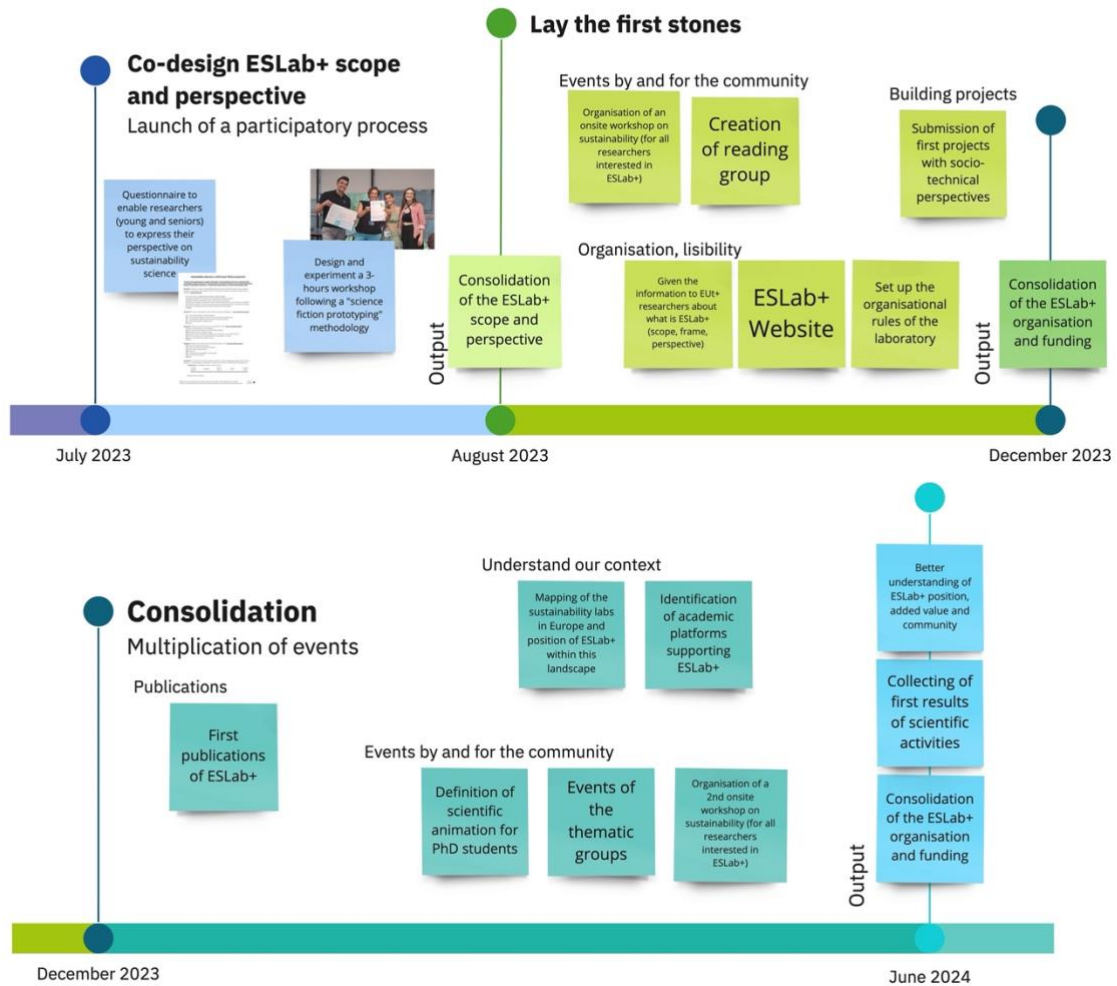 Lay the first stones
Co-design ESLab+ scope
and perspective
Launch of a participatory process
Questionnaire to
enable researchers
(young and seniors)
to express their
perspective on
sustainability
science
Design and
experiment a 3-
hours workshop
following a "science
fiction prototyping"
methodology
Output
Consolidation
of the ESLab+
scope and
perspective
Events by and for the community
Organisation of an
onsite workshop on
sustainability (for all
researchers
interested in
ESLab+)
Creation
of reading
group
Building projects
Submission of
first projects
with socio-
technical
perspectives
Organisation, lisibility
Given the
information to EUt+
researchers about
what is ESLab+
(scope, frame,
perspective)
ESLab+
Website
Set up the
organisational
rules of the
laboratory
Output
Consolidation
of the ESLab+
organisation
and funding
July 2023
August 2023
December 2023
Consolidation
Multiplication of events
Publications
First
publications
of ESLab+
Understand our context
Mapping of the
sustainability labs
in Europe and
position of ESLab+
within this
landscape
Identification
of academic
platforms
supporting
ESLab+
Events by and for the community
Definition of
scientific
animation for
PhD students
Events of
the
thematic
groups
Organisation of a
2nd onsite
workshop on
sustainability (for all
researchers
interested in
ESLab+)
Better
understanding of
ESLab+ position,
added value and
community
Collecting of
first results
of scientific
activities
Output
Consolidation
of the ESLab+
organisation
and funding
December 2023
June 2024